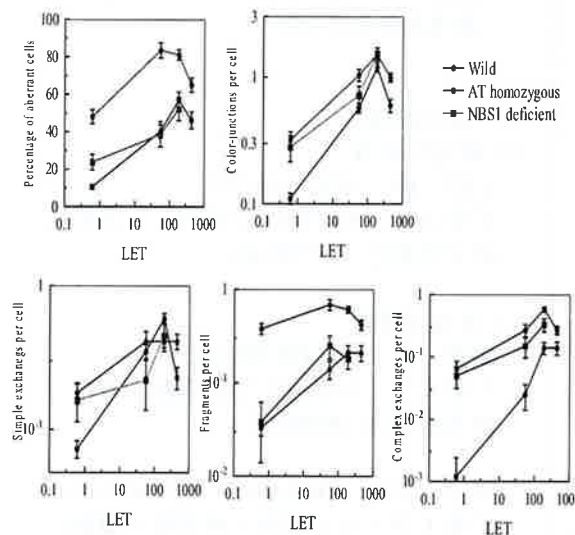 Percentage of aberrant cells
100
80
60
40
20
0
0.1 1 10 100 1000
LET
Color-junctions per cell
3
1
0.3
0.1
0.1 1 10 100 1000
LET
Wild
AT homozygous
NBS1 deficient
Simple exchanegs per cell
1
10-1
0.1 1 10 100 1000
LET
Fragments per cell
1
10-1
10-2
0.1 1 10 100 1000
LET
Complex exchanges per cell
1
10-1
10-2
10-3
0.1 1 10 100 1000
LET